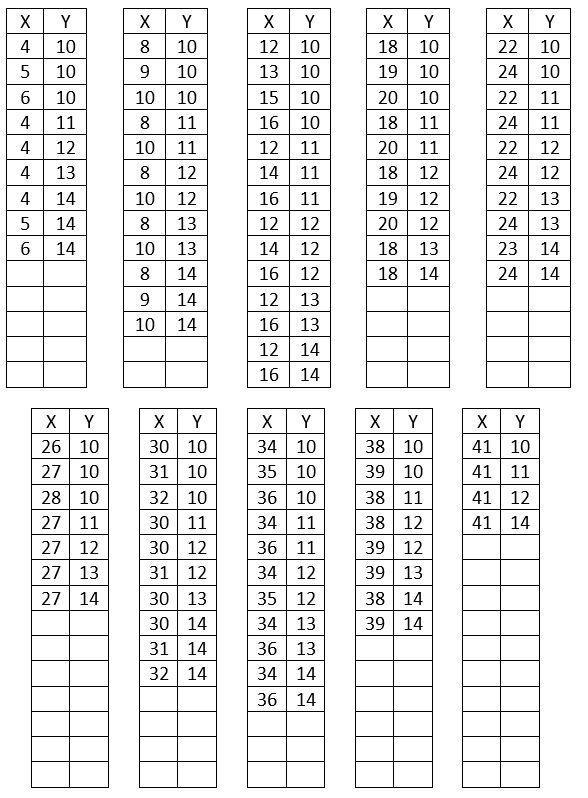 X Y X Y X Y X Y X Y
4 10 8 10 12 10 18 10 22 10
5 10 9 10 13 10 19 10 24 10
6 10 10 10 15 10 20 10 22 11
4 11 8 11 16 10 18 11 24 11
4 12 10 11 12 11 20 11 22 12
4 13 8 12 14 11 18 12 24 12
4 14 10 12 16 11 19 12 22 13
5 14 8 13 12 12 20 12 24 13
6 14 10 13 14 12 18 13 23 14
8 14 16 12 18 14 24 14
9 14 12 13
10 14 16 13
12 14
16 14
X Y X Y X Y X Y X Y
26 10 30 10 34 10 38 10 41 10
27 10 31 10 35 10 39 10 41 11
28 10 32 10 36 10 38 11 41 12
27 11 30 11 34 11 38 12 41 14
27 12 30 12 36 11 39 12
27 13 31 12 34 12 39 13
27 14 30 13 35 12 38 14
30 14 34 13 39 14
31 14 36 13
32 14 34 14
36 14